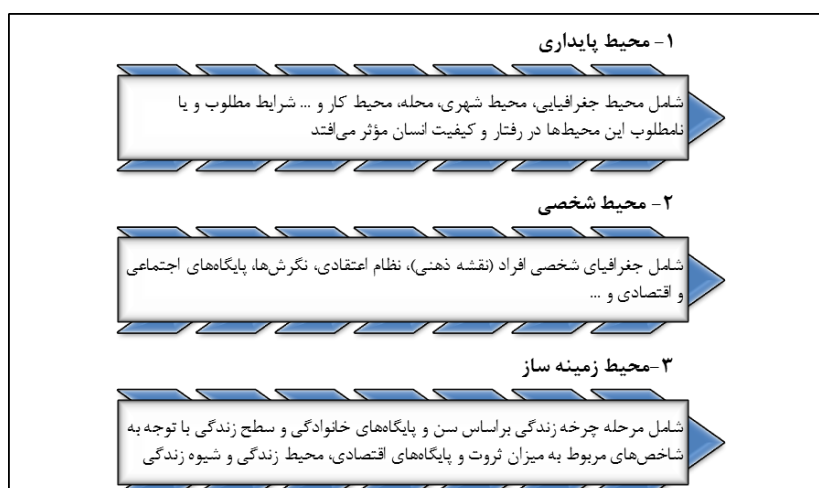 ۱- محیط پایداری
شامل محیط جغرافیایی، محیط شهری، محله، محیط کار و ... شرایط مطلوب و یا
نامطلوب این محیط‌ها در رفتار و کیفیت انسان مؤثر می‌افتد
۲- محیط شخصی
شامل جغرافیای شخصی افراد (نقشه ذهنی)، نظام اعتقادی، نگرش‌ها، پایگاه‌های اجتماعی
و اقتصادی و ...
۳-محیط زمینه ساز
شامل مرحله چرخه زندگی براساس سن و پایگاه‌های خانوادگی و سطح زندگی با توجه به
شاخص‌های مربوط به میزان ثروت و پایگاه‌های اقتصادی، محیط زندگی و شیوه زندگی